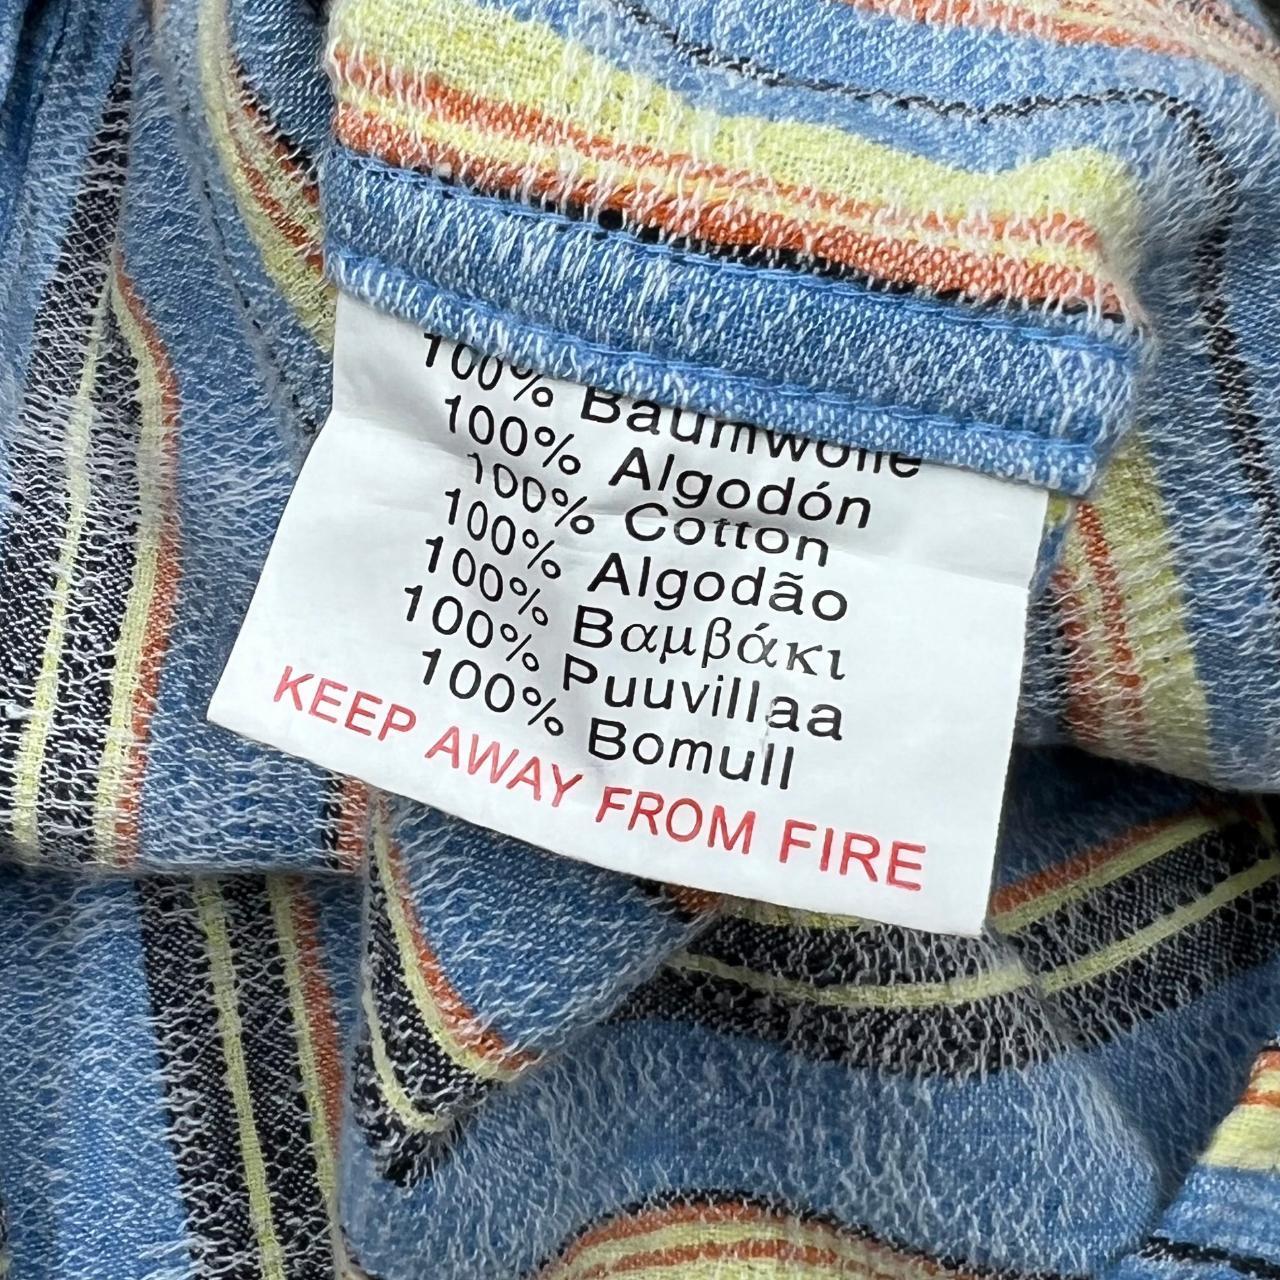 100% Baumwolle
100% Algodón
100% Cotton
100% Algodão
100% Βαμβάκι
100% Puuvillaa
100% Bomull
KEEP AWAY FROM FIRE